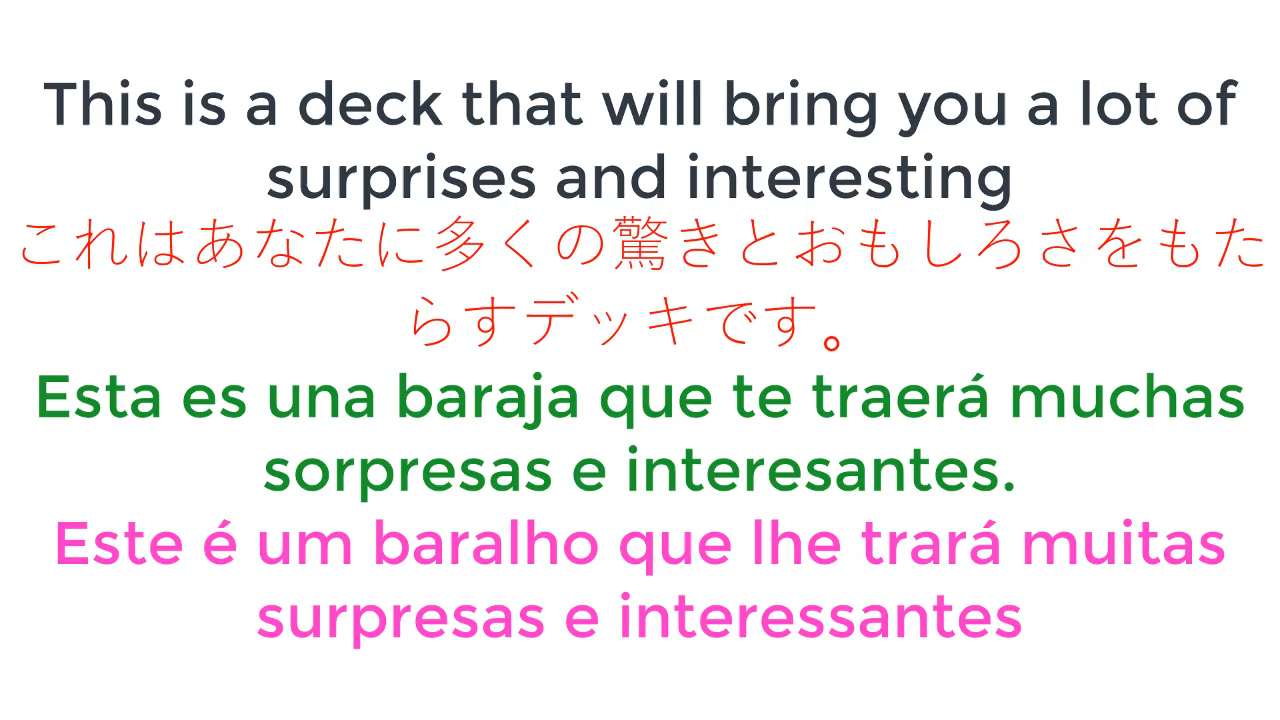 This is a deck that will bring you a lot of
surprises and interesting
これはあなたに多くの驚きとおもしろさをもた
らすデッキです。
Esta es una baraja que te traerá muchas
sorpresas e interesantes.
Este é um baralho que lhe trará muitas
surpresas e interessantes